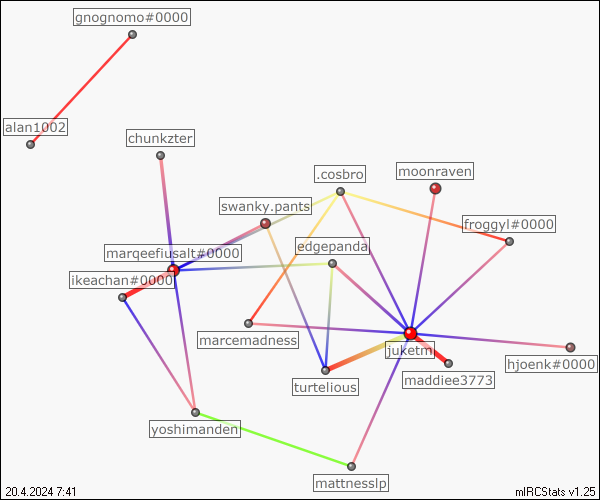 gnognomo#0000
alan1002
chunkzter
.cosbro
moonraven
swanky.pants
froggyl#0000
edgepanda
marqeefiusalt#0000
ikeachan#0000
marcemadness
juketm
hjoenk#0000
maddiee3773
turtelious
yoshimanden
mattnesslp
20.4.2024 7:41
mIRCStats v1.25